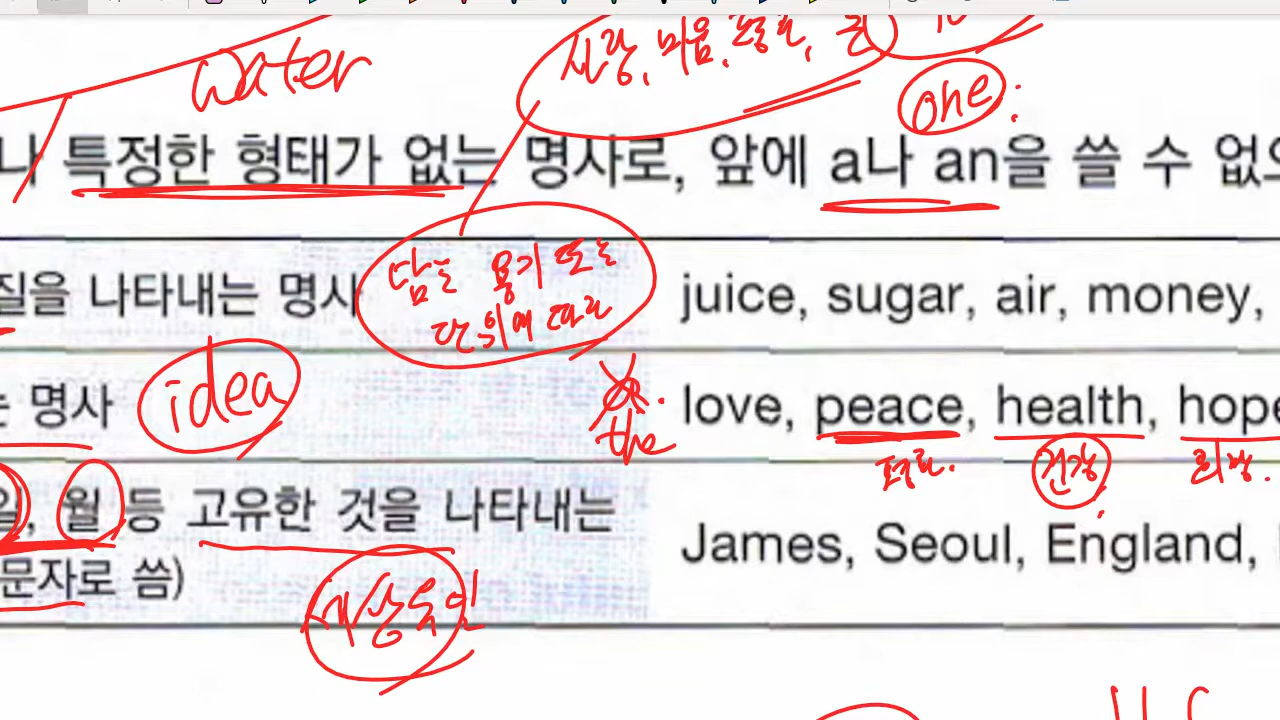 사랑, 마음,
water
one
나 특정한 형태가 없는 명사로, 앞에 a나 an을 쓸 수 없으
담는 용기 또는
단위에 따라
질을 나타내는 명사
juice, sugar, air, money,
는 명사
idea
the
love, peace, health, hope
평화.
건강
희망.
일, 월 등 고유한 것을 나타내는
문자로 씀)
James, Seoul, England,
세상 유일